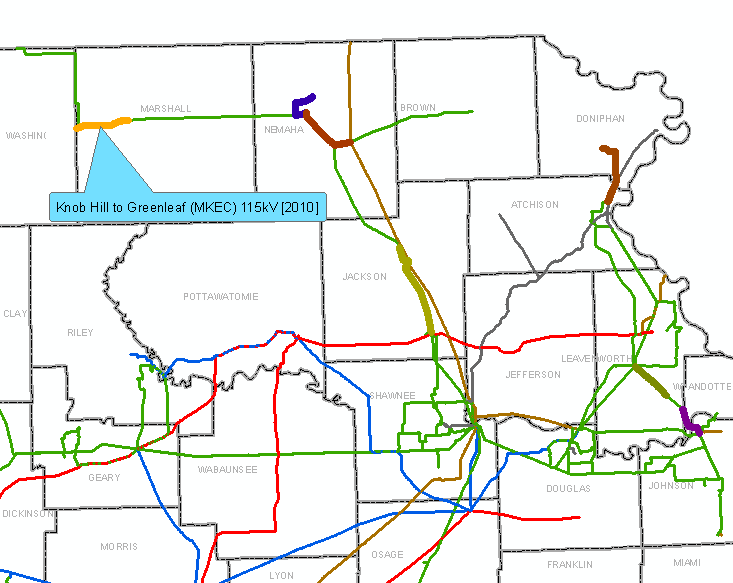 MARSHALL
BROWN
DONIPHAN
NEMAHA
WASHIN(
Knob Hill to Greenleaf (MKEC) 115kV [2010]
ATCHISON
JACKSON
POTTAWATOMIE
CLAY
RILEY
LEAVENWORTH
JEFFERSON
WYANDOTTE
SHAWNEE
WABAUNSEE
GEARY
DOUGLAS
JOHNSON
DICKINSON
MORRIS
OSAGE
FRANKLIN
MIAMI
LYON